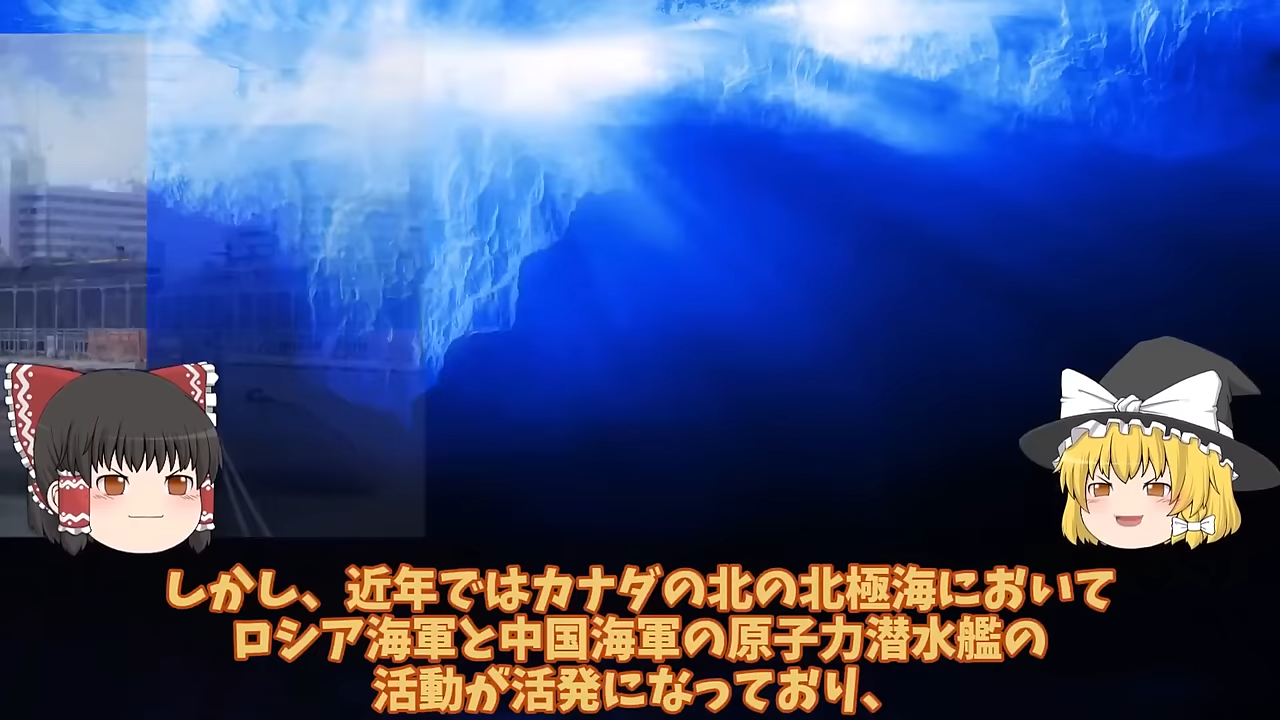 しかし、近年ではカナダの北の北極海において
ロシア海軍と中国海軍の原子力潜水艦の
活動が活発になっており、